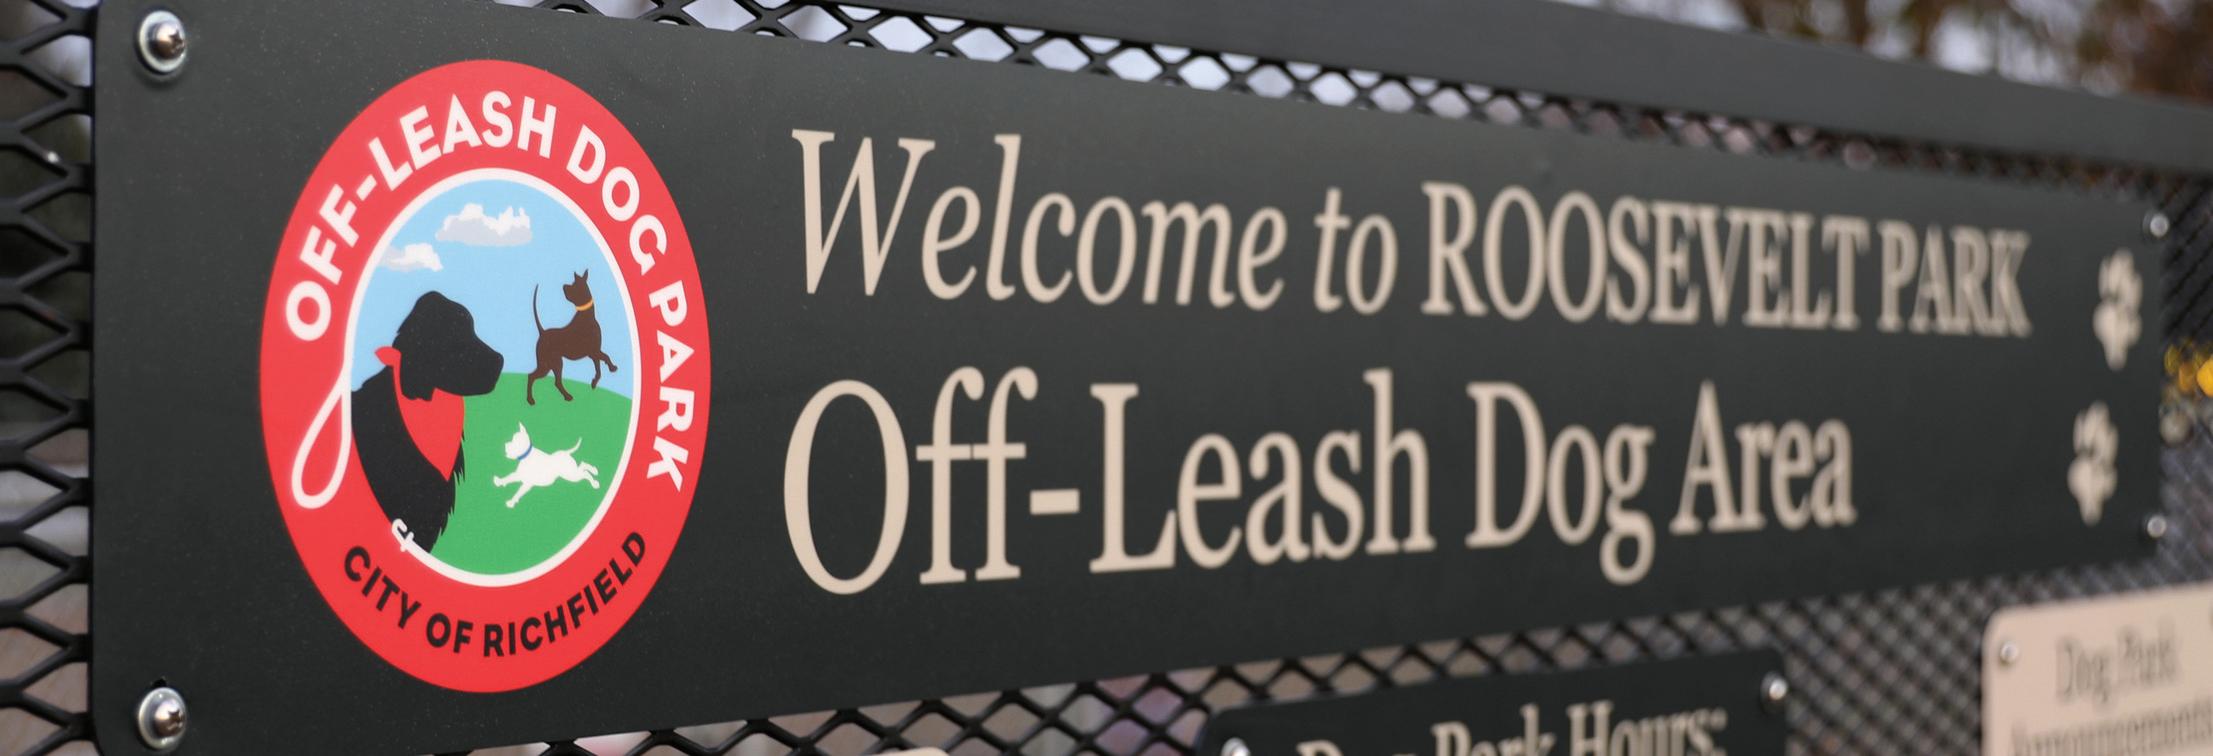 OFF-LEASH DOG PARK
CITY OF RICHFIELD
Welcome to ROOSEVELT PARK
Off-Leash Dog Area
Dog Park Hours:
Dog Park
Announcements